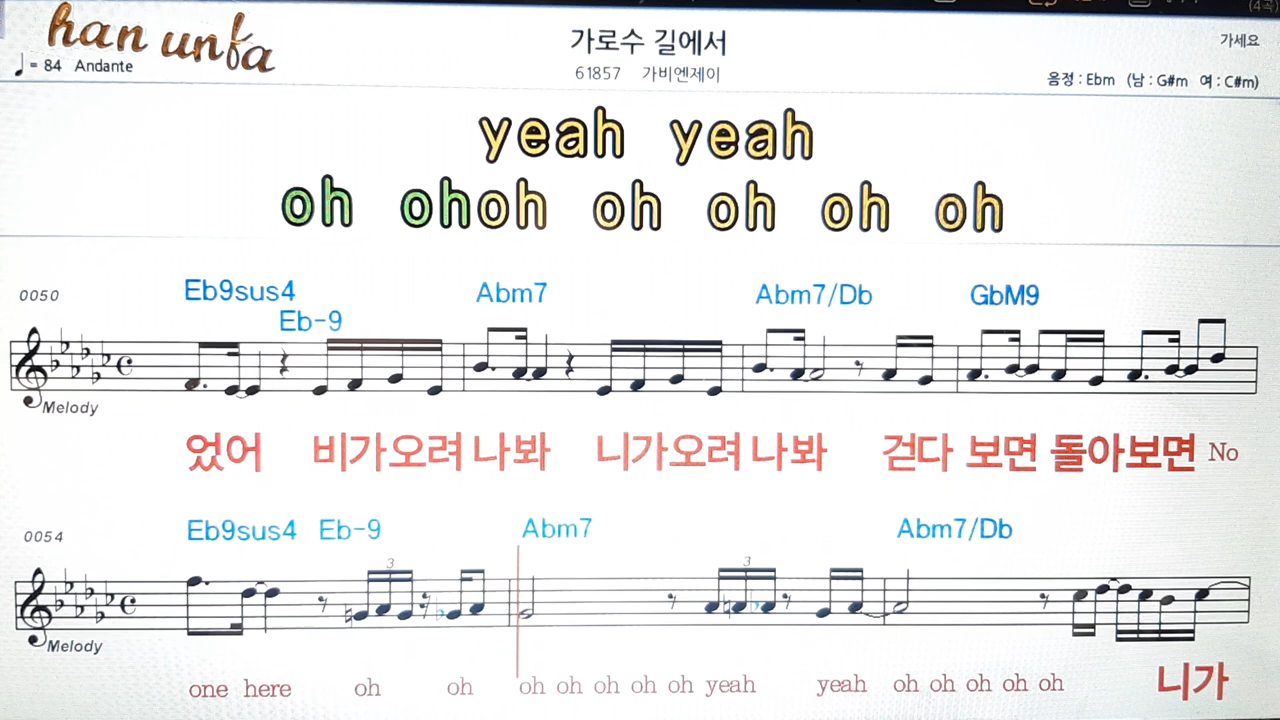 (4곡)
han unfa
가로수 길에서
가세요
♩= 84 Andante
61857 가비엔제이
음정 : Ebm (남 : G#m 여 : C#m)
yeah yeah
oh ohoh oh oh oh oh
0050 Eb9sus4 Eb-9 Abm7 Abm7/Db GbM9
Melody
었어 비가오려 나봐 니가오려 나봐 걷다 보면 돌아보면 No
0054 Eb9sus4 Eb-9 Abm7 Abm7/Db
3 3
Melody
one here oh oh oh oh oh oh oh yeah yeah oh oh oh oh oh 니가